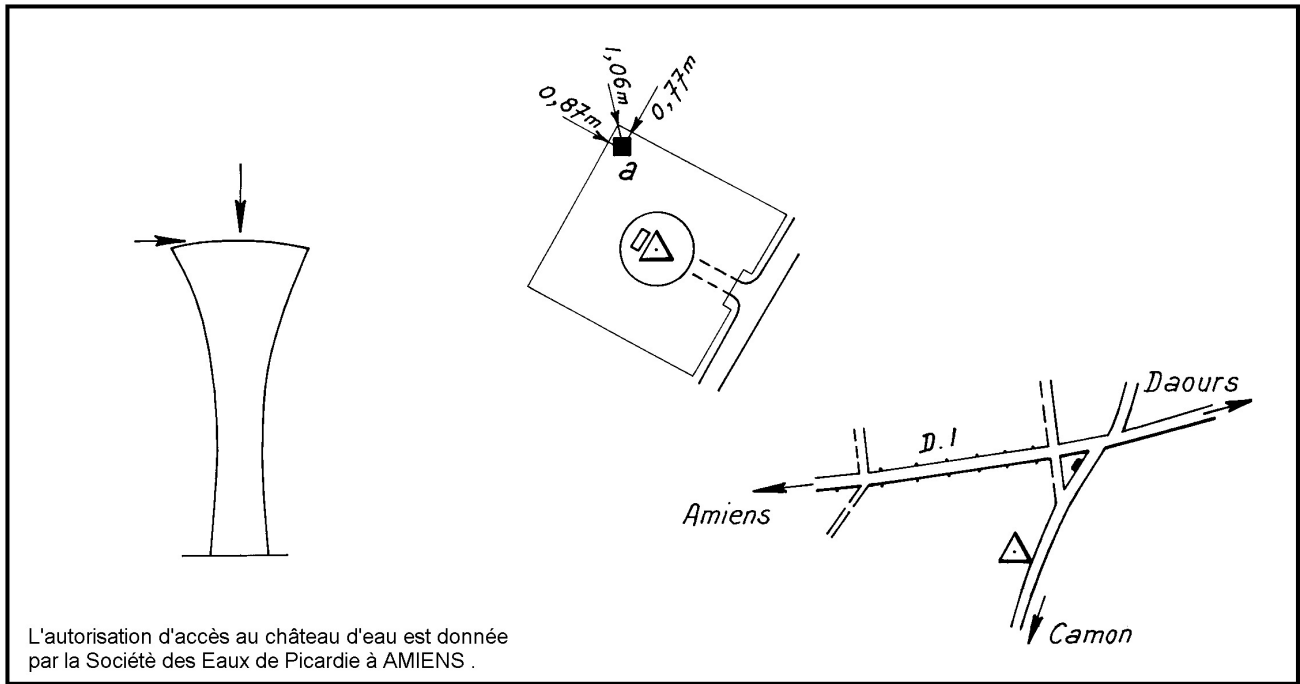 1,06m
0,87m
0,77m
a
Daours
D.1
Amiens
Camon
L'autorisation d'accès au château d'eau est donnée
par la Sociétè des Eaux de Picardie à AMIENS .